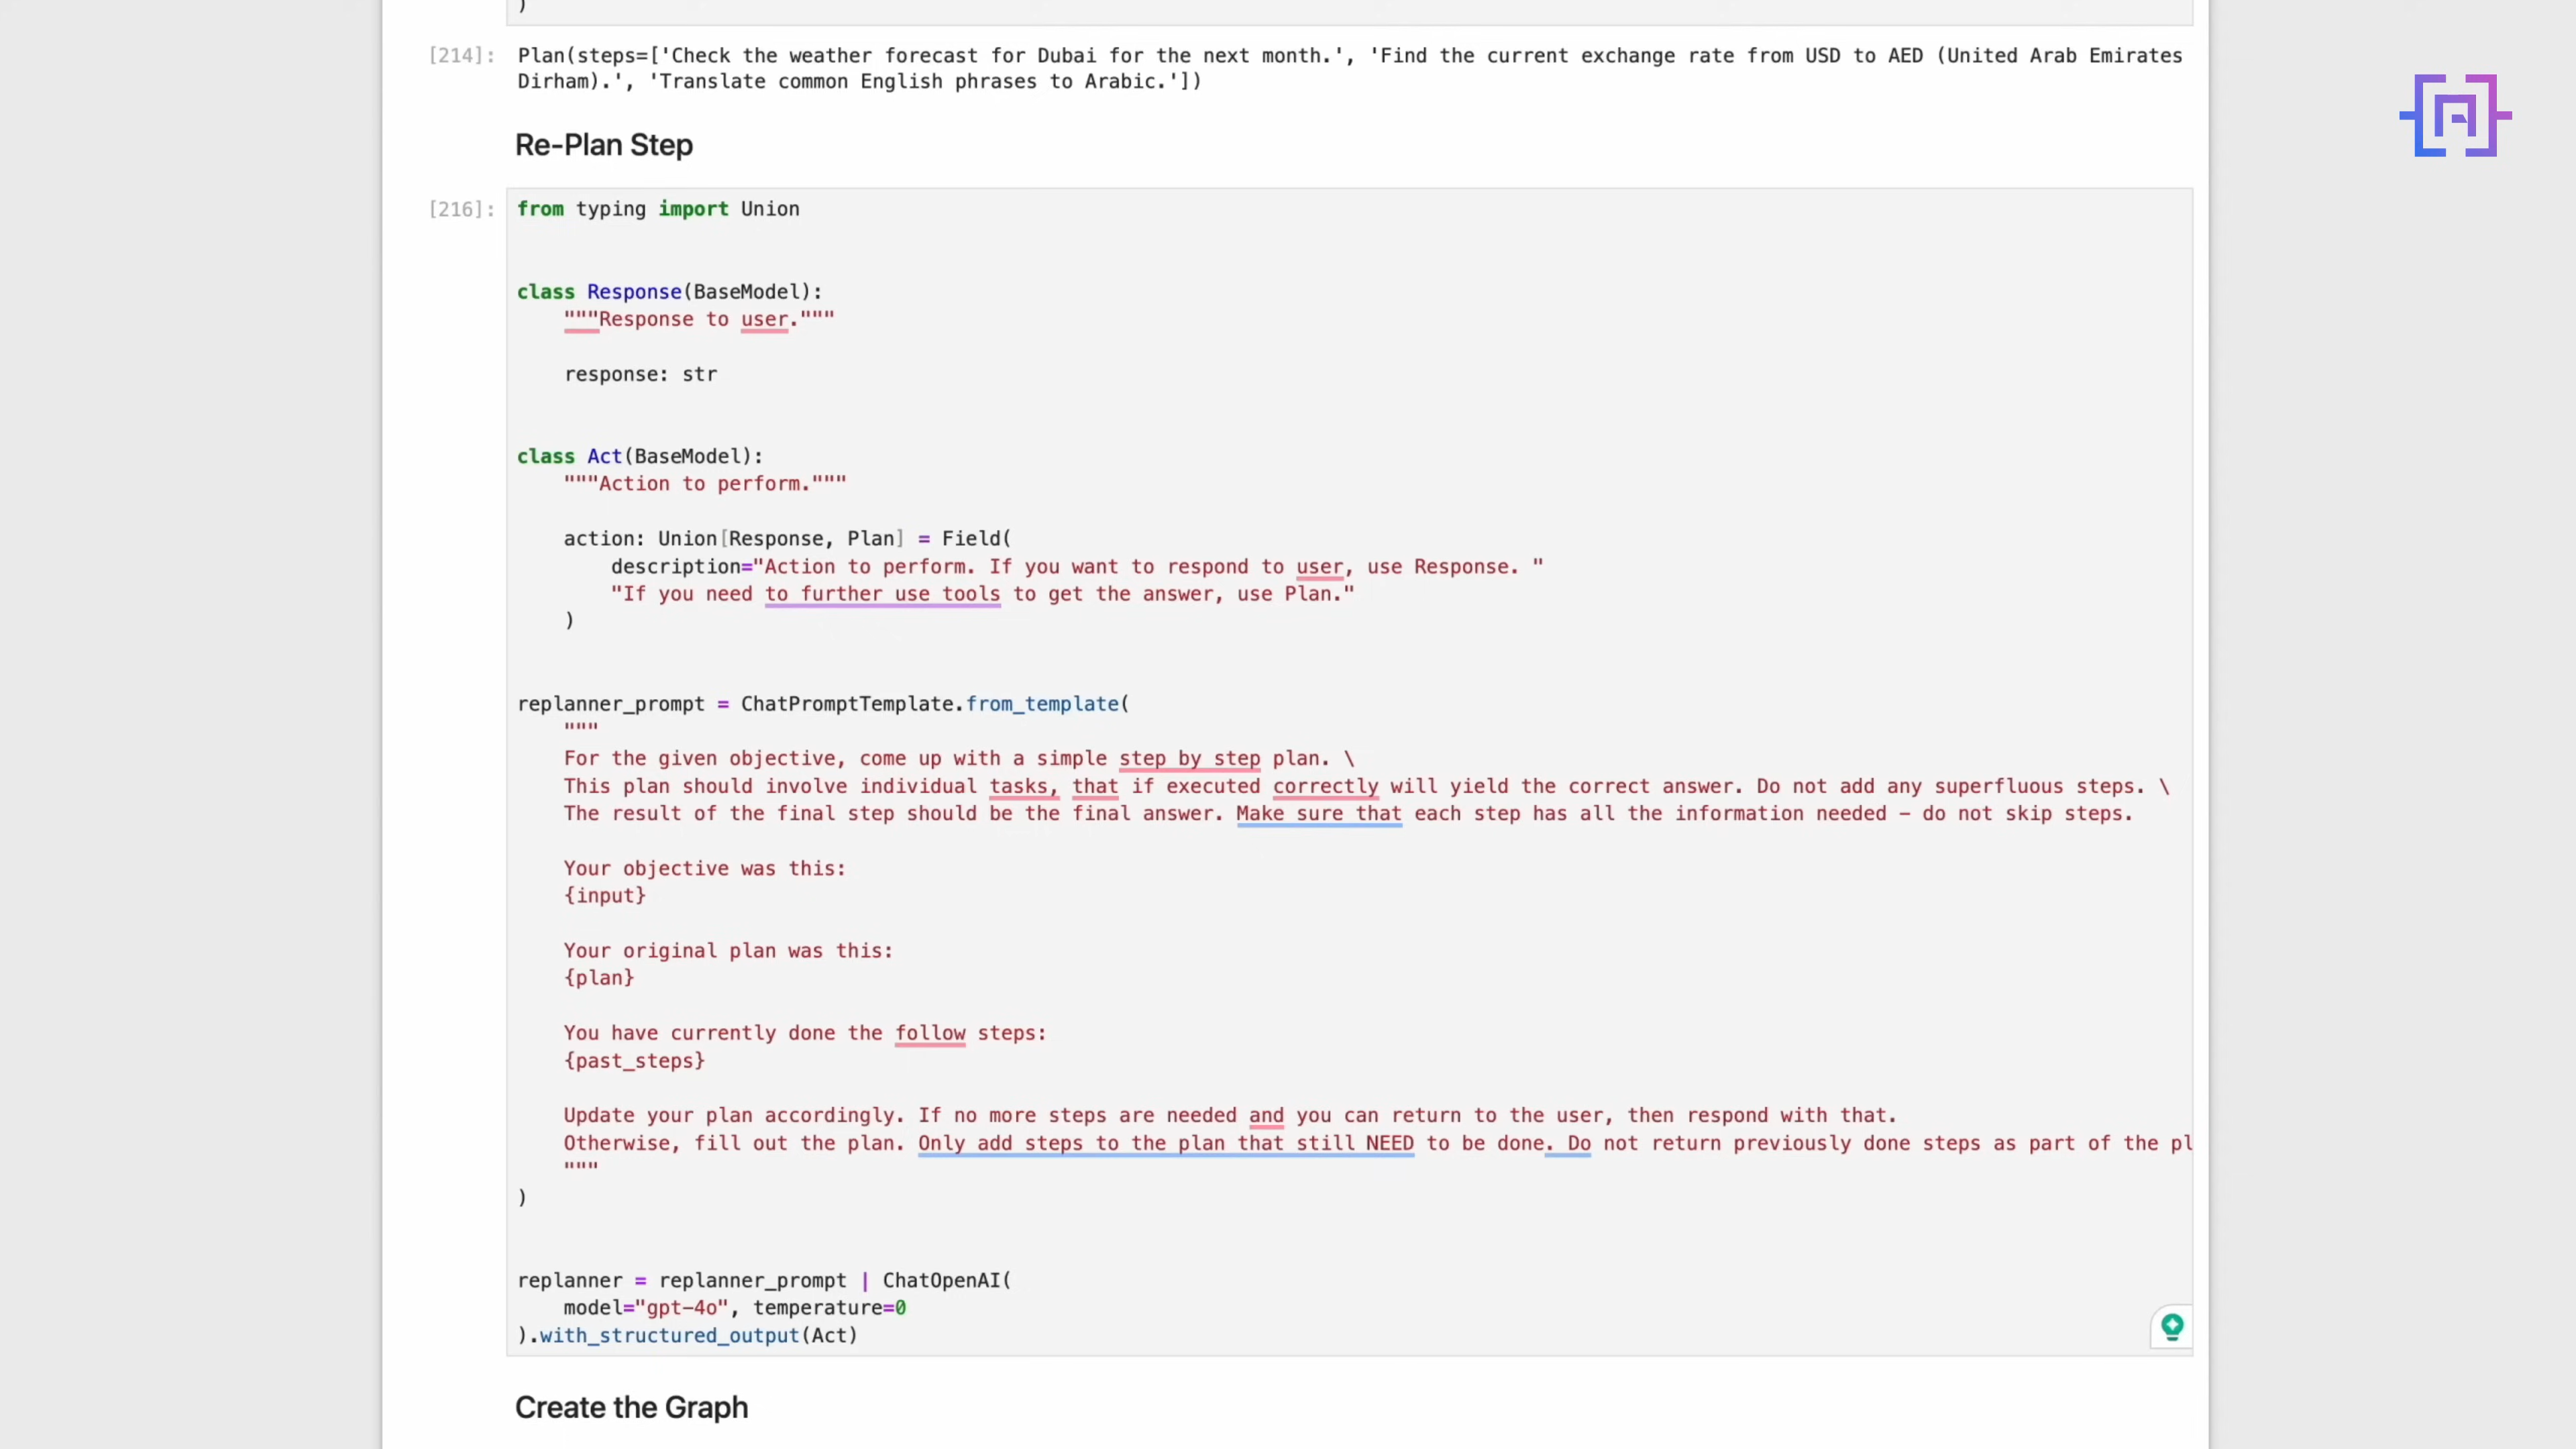 )
[214]: Plan(steps=['Check the weather forecast for Dubai for the next month.', 'Find the current exchange rate from USD to AED (United Arab Emirates
Dirham).', 'Translate common English phrases to Arabic.'])
Re-Plan Step
[216]: from typing import Union
class Response(BaseModel):
    """Response to user."""
    response: str
class Act(BaseModel):
    """Action to perform."""
    action: Union[Response, Plan] = Field(
        description="Action to perform. If you want to respond to user, use Response. "
        "If you need to further use tools to get the answer, use Plan."
    )
replanner_prompt = ChatPromptTemplate.from_template(
    """
    For the given objective, come up with a simple step by step plan. \
    This plan should involve individual tasks, that if executed correctly will yield the correct answer. Do not add any superfluous steps. \
    The result of the final step should be the final answer. Make sure that each step has all the information needed - do not skip steps.
    Your objective was this:
    {input}
    Your original plan was this:
    {plan}
    You have currently done the follow steps:
    {past_steps}
    Update your plan accordingly. If no more steps are needed and you can return to the user, then respond with that.
    Otherwise, fill out the plan. Only add steps to the plan that still NEED to be done. Do not return previously done steps as part of the pl
    """
)
replanner = replanner_prompt | ChatOpenAI(
    model="gpt-4o", temperature=0
).with_structured_output(Act)
Create the Graph